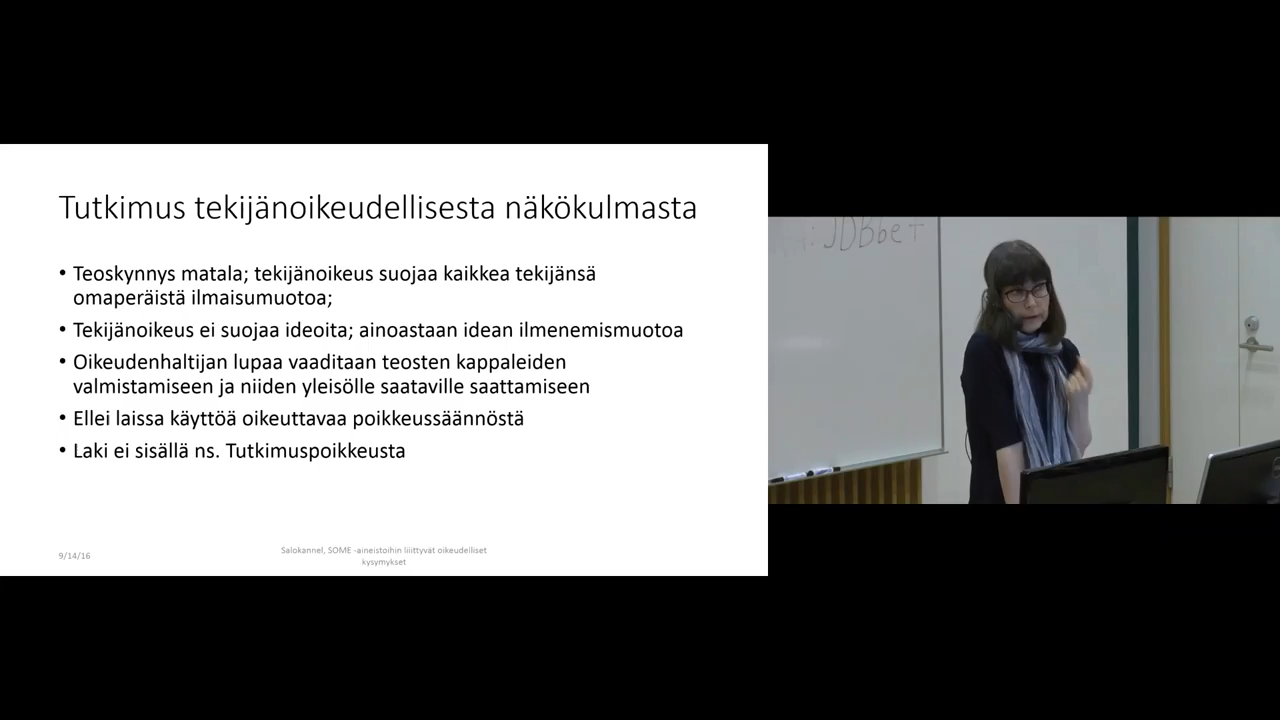 Tutkimus tekijänoikeudellisesta näkökulmasta
• Teoskynnys matala; tekijänoikeus suojaa kaikkea tekijänsä
omaperäistä ilmaisumuotoa;
• Tekijänoikeus ei suojaa ideoita; ainoastaan idean ilmenemismuotoa
• Oikeudenhaltijan lupaa vaaditaan teosten kappaleiden
valmistamiseen ja niiden yleisölle saataville saattamiseen
• Ellei laissa käyttöä oikeuttavaa poikkeussäännöstä
• Laki ei sisällä ns. Tutkimuspoikkeusta
9/14/16
Salokannel, SOME -aineistoihin liiittyvät oikeudelliset
kysymykset